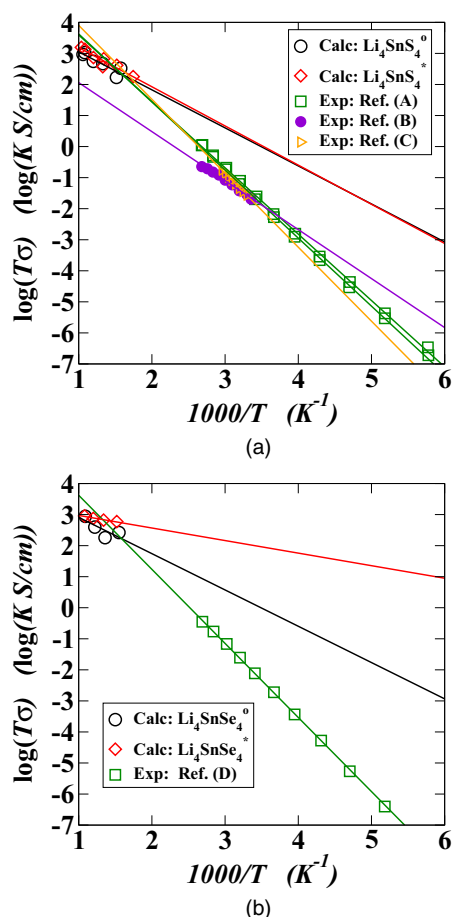 4
3
2
1
0
-1
-2
-3
-4
-5
-6
-7
log(Tσ) (log(K S/cm))
Calc: Li₄SnS₄°
Calc: Li₄SnS₄*
Exp: Ref. (A)
Exp: Ref. (B)
Exp: Ref. (C)
1 2 3 4 5 6
1000/T (K⁻¹)
(a)
4
3
2
1
0
-1
-2
-3
-4
-5
-6
-7
log(Tσ) (log(K S/cm))
Calc: Li₄SnSe₄°
Calc: Li₄SnSe₄*
Exp: Ref. (D)
1 2 3 4 5 6
1000/T (K⁻¹)
(b)